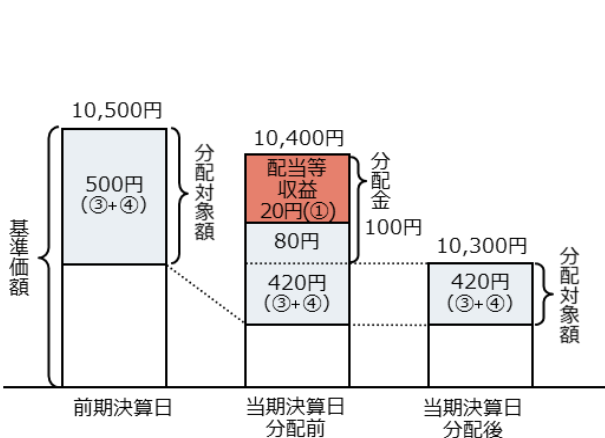 10,500円
500円
(③+④)
分配対象額
基準価額
10,400円
配当等
収益
20円(①)
80円
420円
(③+④)
分配金
100円
10,300円
420円
(③+④)
分配対象額
前期決算日
当期決算日
分配前
当期決算日
分配後